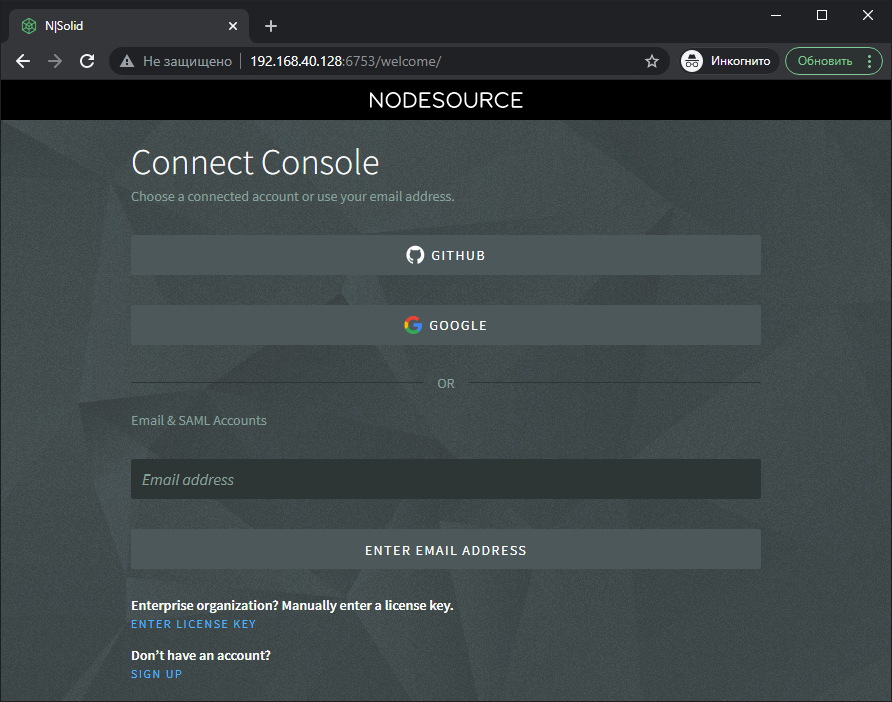 N|Solid
Не защищено
192.168.40.128:6753/welcome/
Инкогнито
Обновить
NODESOURCE
Connect Console
Choose a connected account or use your email address.
GITHUB
GOOGLE
OR
Email & SAML Accounts
Email address
ENTER EMAIL ADDRESS
Enterprise organization? Manually enter a license key.
ENTER LICENSE KEY
Don’t have an account?
SIGN UP